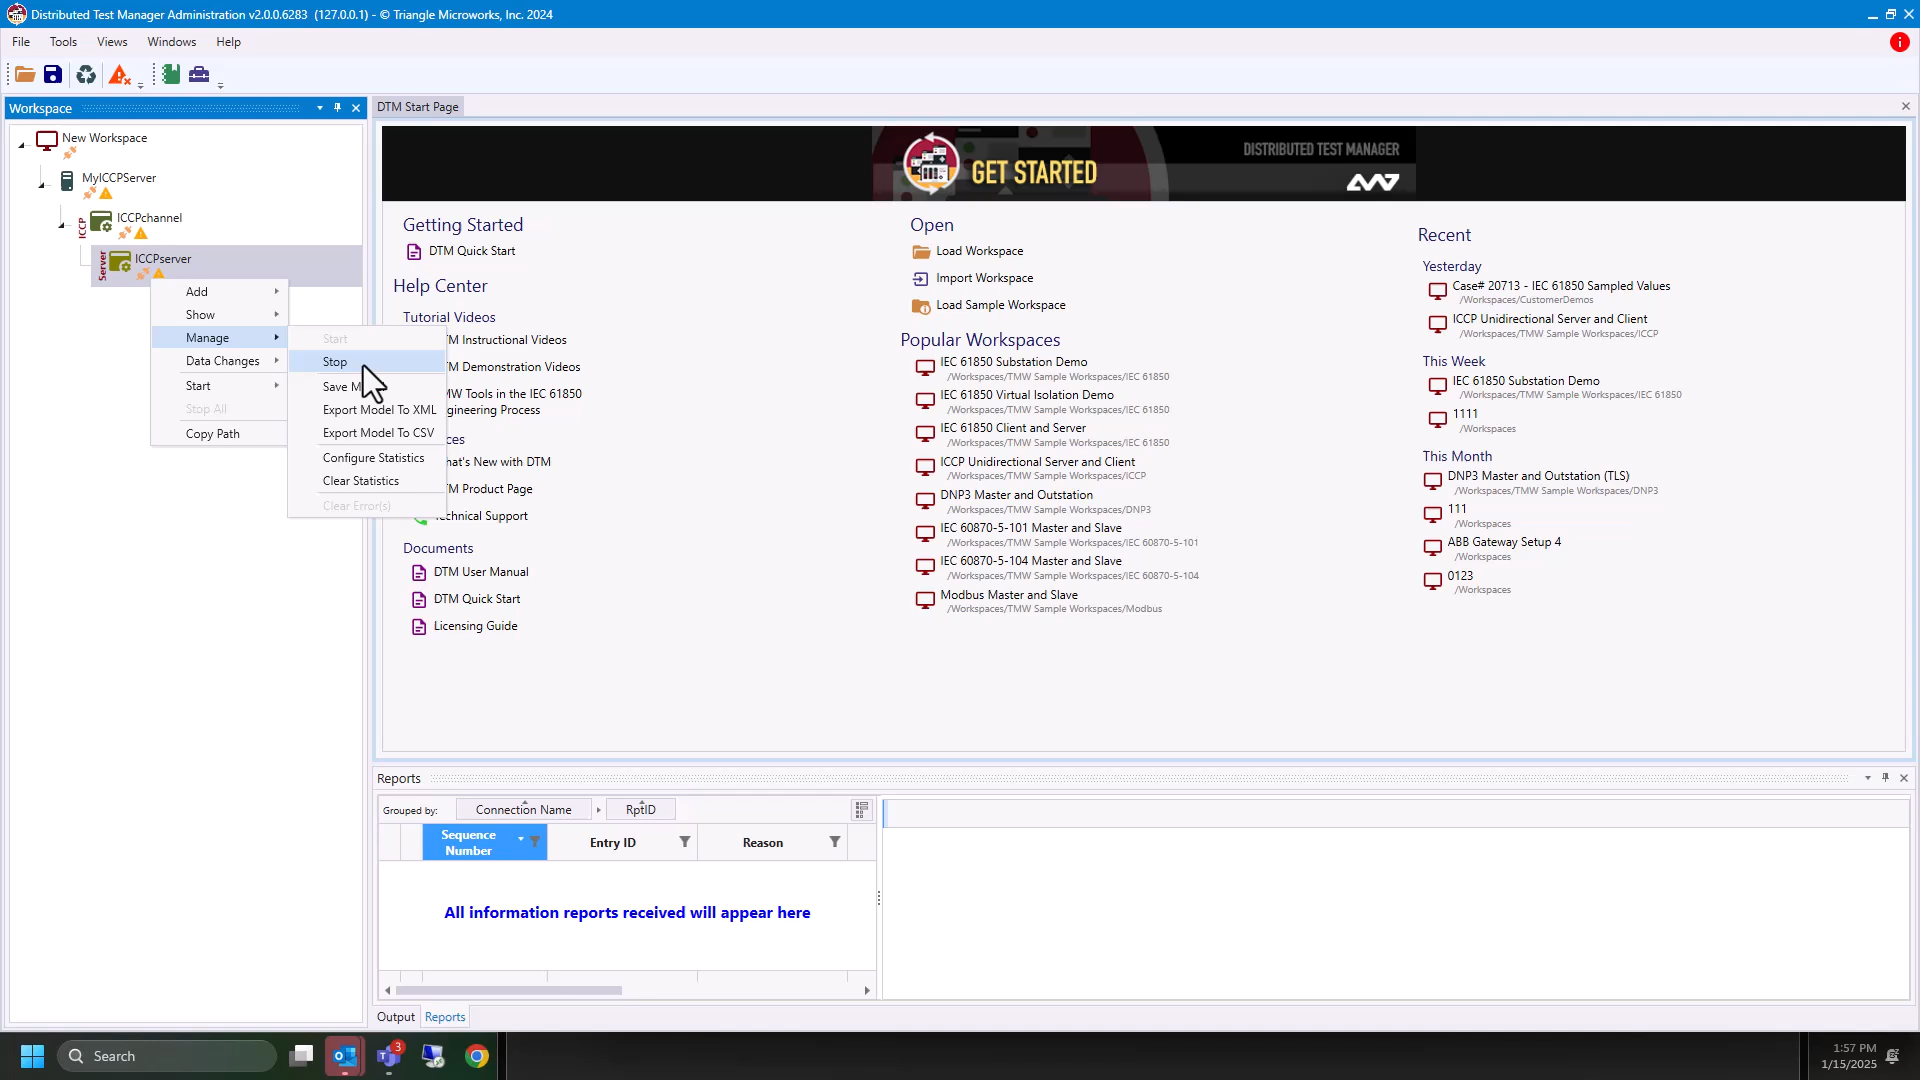 Distributed Test Manager Administration v2.0.0.6283 (127.0.0.1) - © Triangle Microworks, Inc. 2024
File Tools Views Windows Help
Workspace
New Workspace
MyICCPServer
ICCP
ICCPchannel
Server
ICCPserver
Add
Show
Manage
Data Changes
Start
Stop All
Copy Path
Start
Stop
Save M
Export Model To XML
Export Model To CSV
Configure Statistics
Clear Statistics
Clear Error(s)
DTM Start Page
GET STARTED
DISTRIBUTED TEST MANAGER
Getting Started
DTM Quick Start
Help Center
Tutorial Videos
M Instructional Videos
M Demonstration Videos
MW Tools in the IEC 61850
gineering Process
ces
hat's New with DTM
M Product Page
echnical Support
Documents
DTM User Manual
DTM Quick Start
Licensing Guide
Open
Load Workspace
Import Workspace
Load Sample Workspace
Popular Workspaces
IEC 61850 Substation Demo
/Workspaces/TMW Sample Workspaces/IEC 61850
IEC 61850 Virtual Isolation Demo
/Workspaces/TMW Sample Workspaces/IEC 61850
IEC 61850 Client and Server
/Workspaces/TMW Sample Workspaces/IEC 61850
ICCP Unidirectional Server and Client
/Workspaces/TMW Sample Workspaces/ICCP
DNP3 Master and Outstation
/Workspaces/TMW Sample Workspaces/DNP3
IEC 60870-5-101 Master and Slave
/Workspaces/TMW Sample Workspaces/IEC 60870-5-101
IEC 60870-5-104 Master and Slave
/Workspaces/TMW Sample Workspaces/IEC 60870-5-104
Modbus Master and Slave
/Workspaces/TMW Sample Workspaces/Modbus
Recent
Yesterday
Case# 20713 - IEC 61850 Sampled Values
/Workspaces/CustomerDemos
ICCP Unidirectional Server and Client
/Workspaces/TMW Sample Workspaces/ICCP
This Week
IEC 61850 Substation Demo
/Workspaces/TMW Sample Workspaces/IEC 61850
1111
/Workspaces
This Month
DNP3 Master and Outstation (TLS)
/Workspaces/TMW Sample Workspaces/DNP3
111
/Workspaces
ABB Gateway Setup 4
/Workspaces
0123
/Workspaces
Reports
Grouped by: Connection Name RptID
Sequence Number Entry ID Reason
All information reports received will appear here
Output Reports
Search
3
1:57 PM
1/15/2025